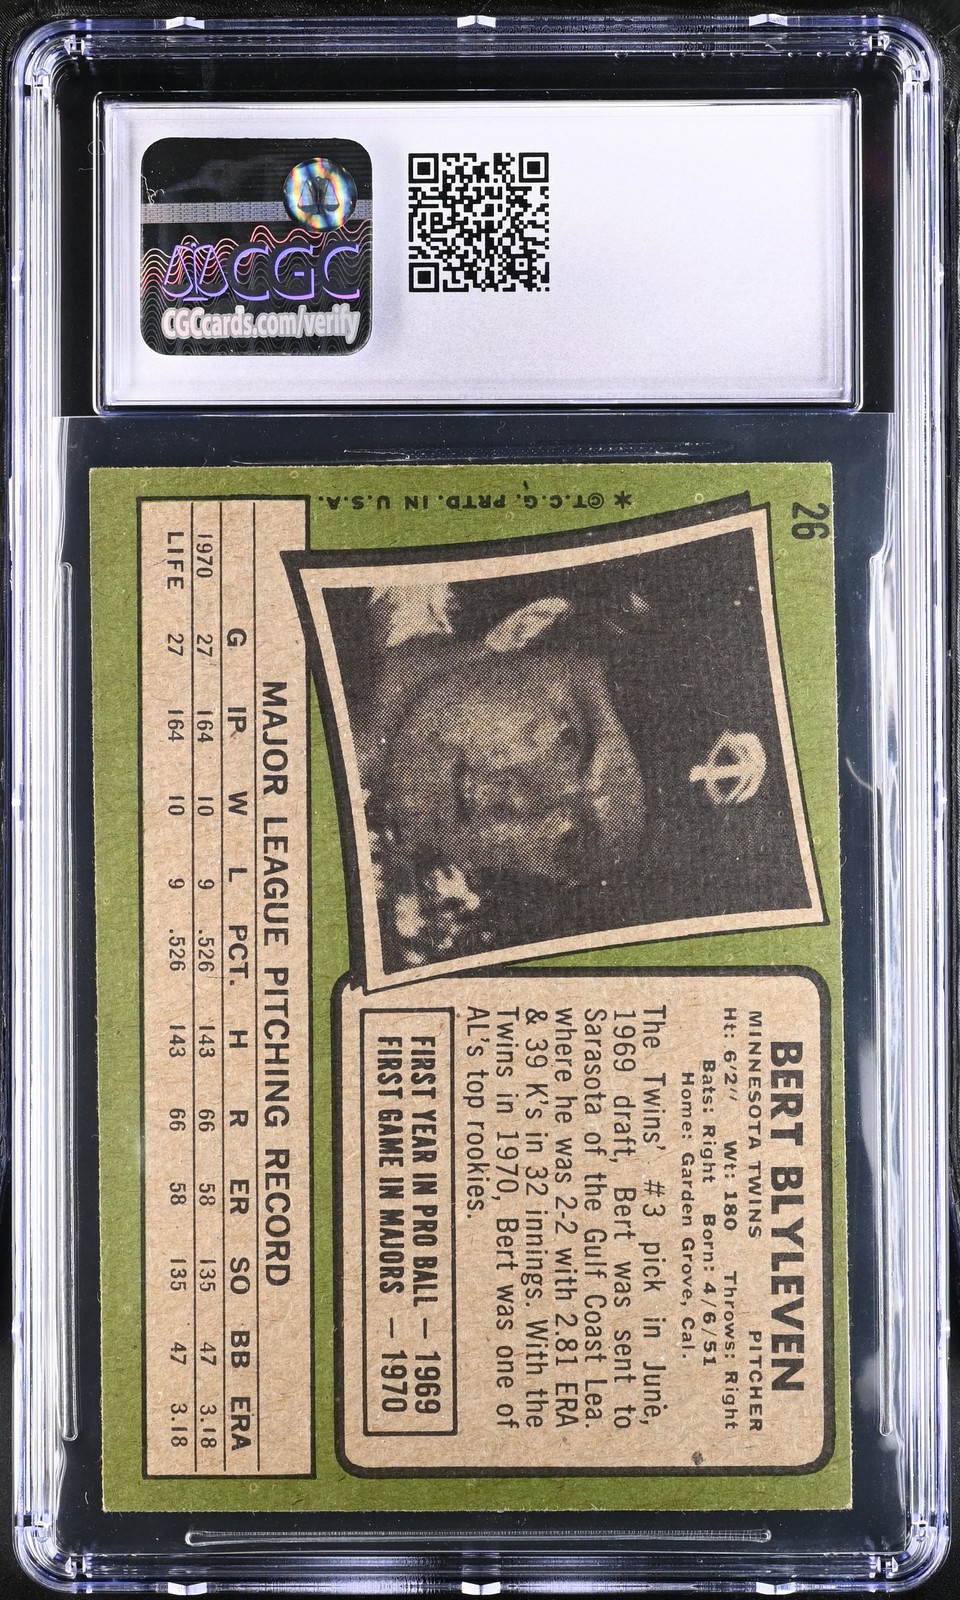 CGC
CGCcards.com/verify
26
BERT BLYLEVEN
MINNESOTA TWINS PITCHER
Ht: 6'2" Wt: 180 Throws: Right
Bats: Right Born: 4/6/51
Home: Garden Grove, Cal.
The Twins' #3 pick in June,
1969 draft, Bert was sent to
Sarasota of the Gulf Coast Lea.
where he was 2-2 with 2.81 ERA
& 39 K's in 32 innings. With the
Twins in 1970, Bert was one of
AL's top rookies.
FIRST YEAR IN PRO BALL — 1969
FIRST GAME IN MAJORS — 1970
*©T.C.G. PRTD. IN U.S.A.
MAJOR LEAGUE PITCHING RECORD
G IP W L PCT. H R ER SO BB ERA
1970 27 164 10 9 .526 143 66 58 135 47 3.18
LIFE 27 164 10 9 .526 143 66 58 135 47 3.18